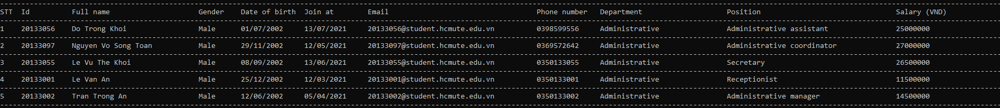 STT Id Full name Gender Date of birth Join at Email Phone number Department Position Salary (VND)
1 20133056 Do Trong Khoi Male 01/07/2002 13/07/2021 20133056@student.hcmute.edu.vn 0398599556 Administrative Administrative assistant 25000000
2 20133097 Nguyen Vo Song Toan Male 29/11/2002 12/05/2021 20133097@student.hcmute.edu.vn 0369572642 Administrative Administrative coordinator 27000000
3 20133055 Le Vu The Khoi Male 08/09/2002 13/06/2021 20133055@student.hcmute.edu.vn 0350133055 Administrative Secretary 26500000
4 20133001 Le Van An Male 25/12/2002 12/03/2021 20133001@student.hcmute.edu.vn 0350133001 Administrative Receptionist 11500000
5 20133002 Tran Trong An Male 12/06/2002 05/04/2021 20133002@student.hcmute.edu.vn 0350133002 Administrative Administrative manager 14500000